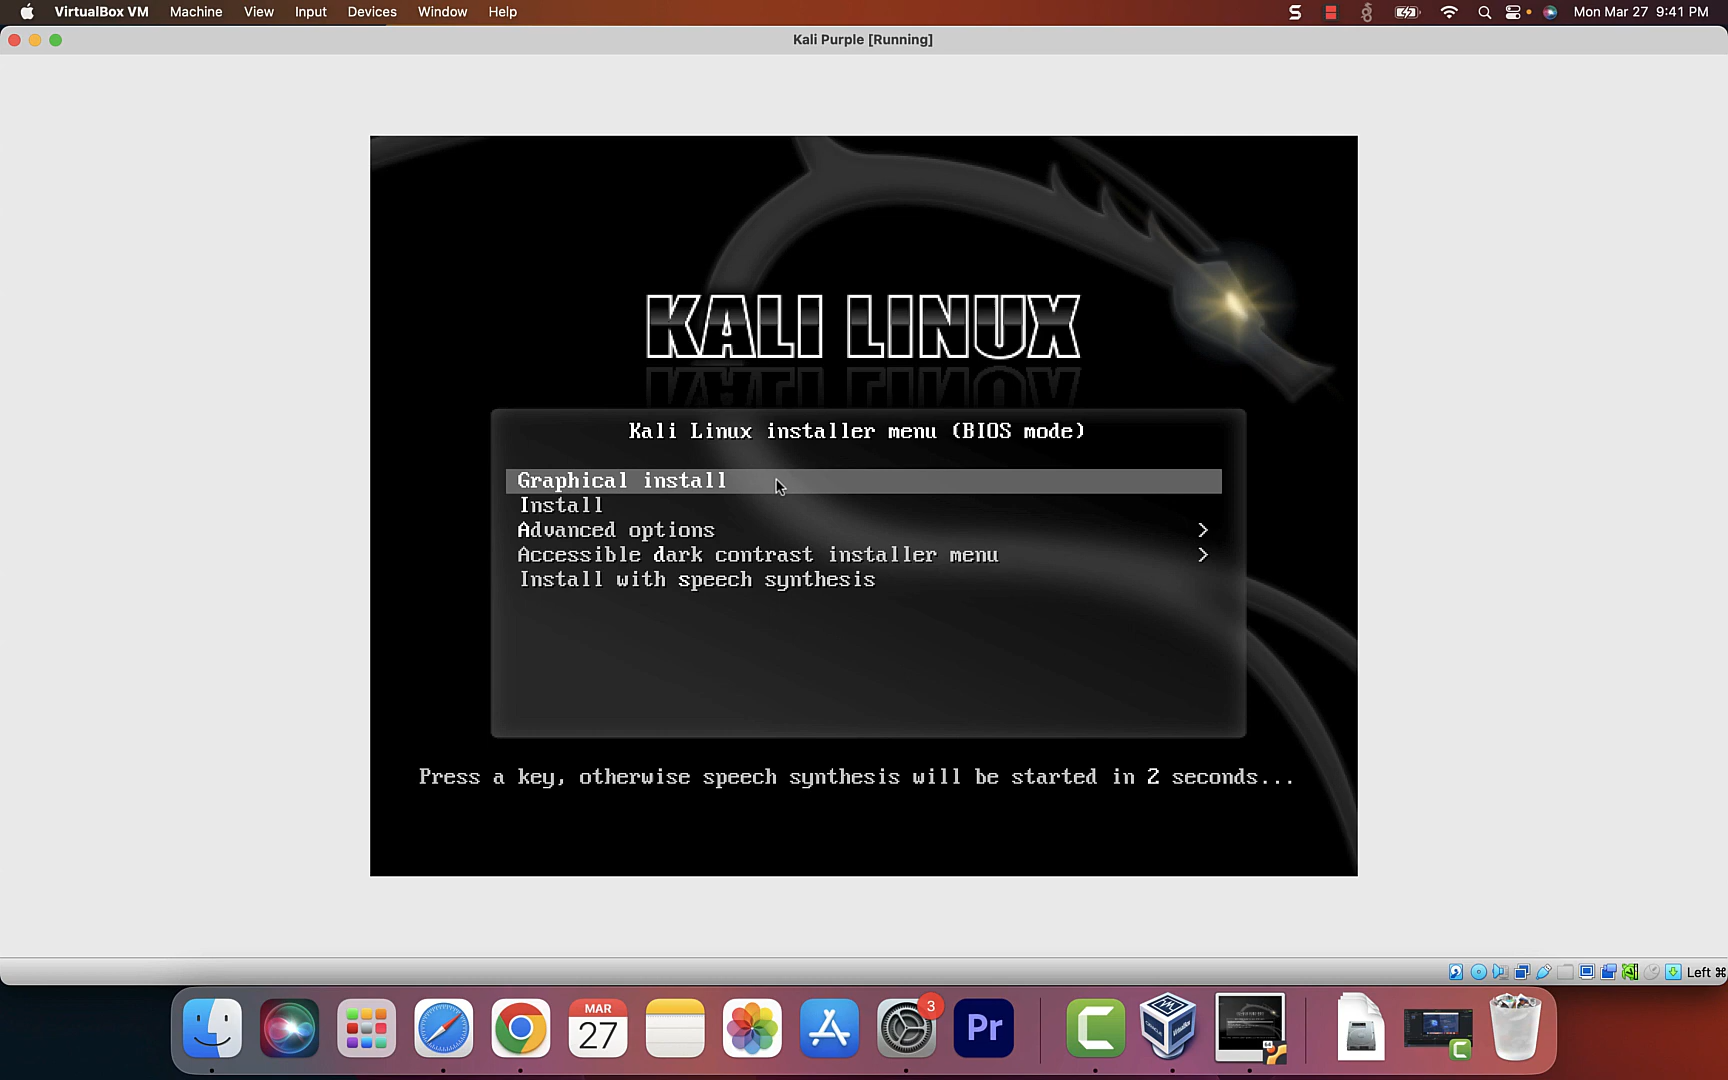 VirtualBox VM Machine View Input Devices Window Help Mon Mar 27 9:41 PM
Kali Purple [Running]
KALI LINUX
Kali Linux installer menu (BIOS mode)
Graphical install
Install
Advanced options >
Accessible dark contrast installer menu >
Install with speech synthesis
Press a key, otherwise speech synthesis will be started in 2 seconds...
Left ⌘
MAR
27
3
Pr